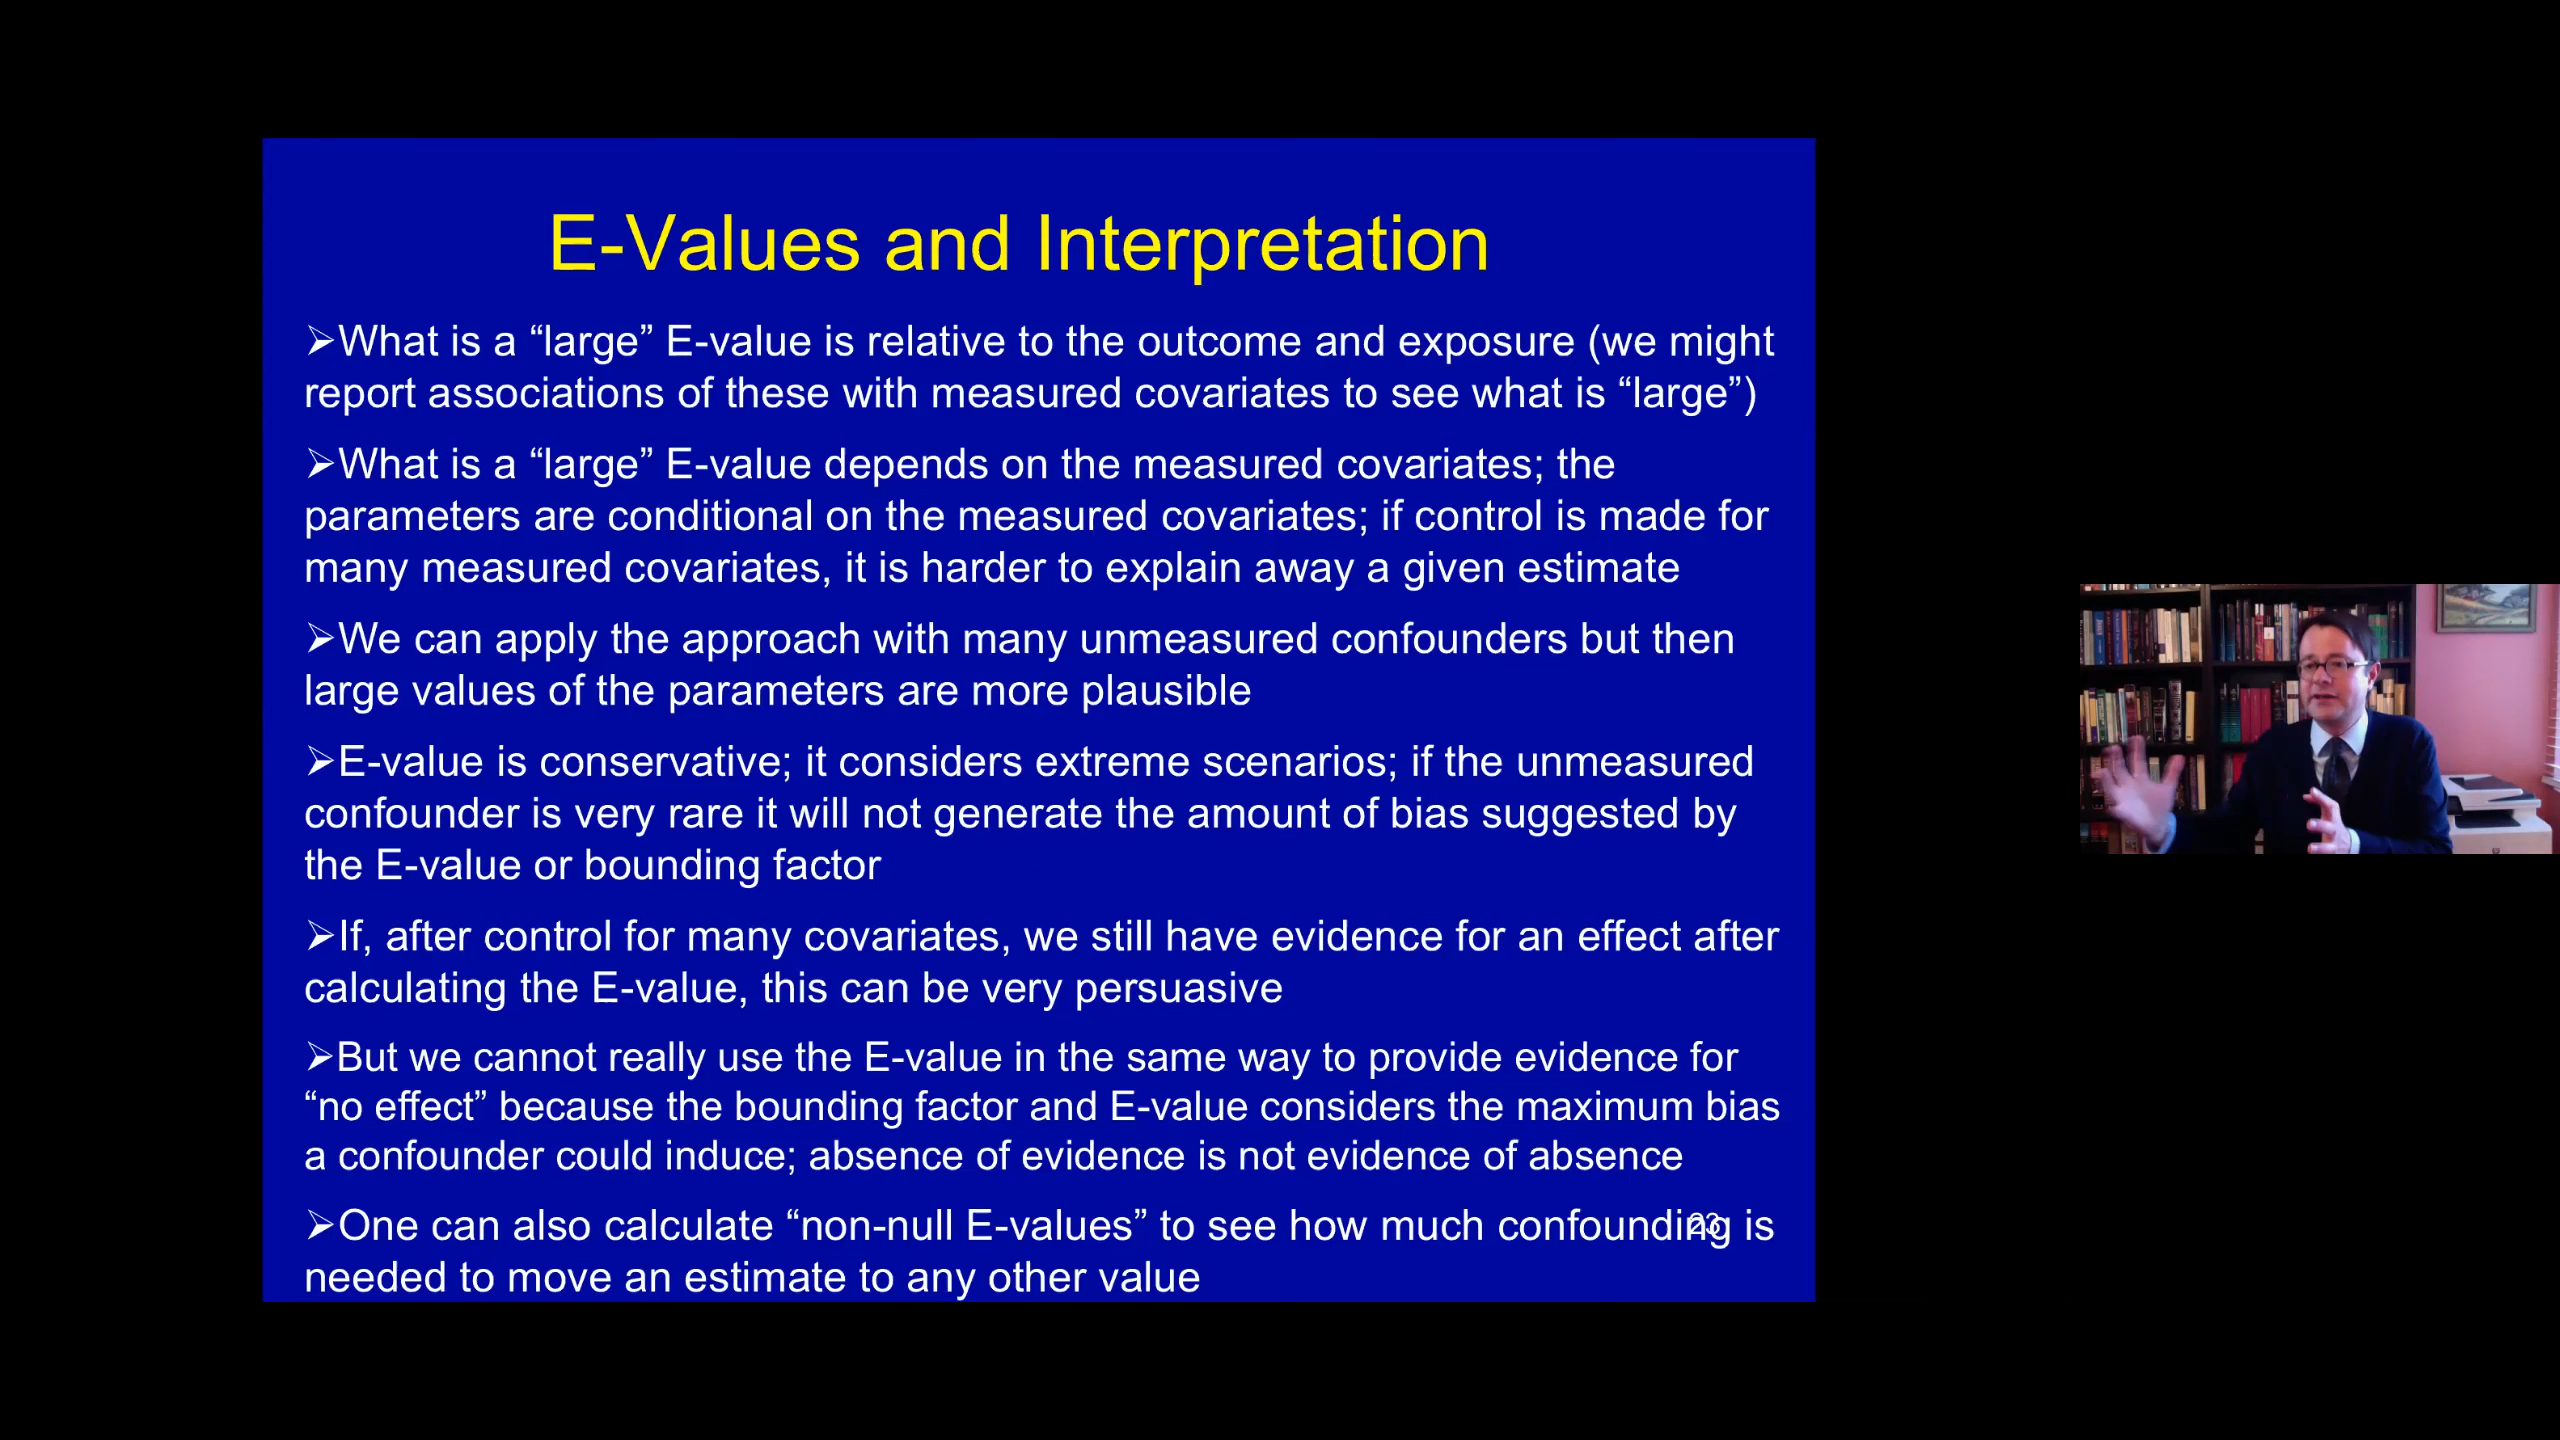 E-Values and Interpretation
➢What is a “large” E-value is relative to the outcome and exposure (we might
report associations of these with measured covariates to see what is “large”)
➢What is a “large” E-value depends on the measured covariates; the
parameters are conditional on the measured covariates; if control is made for
many measured covariates, it is harder to explain away a given estimate
➢We can apply the approach with many unmeasured confounders but then
large values of the parameters are more plausible
➢E-value is conservative; it considers extreme scenarios; if the unmeasured
confounder is very rare it will not generate the amount of bias suggested by
the E-value or bounding factor
➢If, after control for many covariates, we still have evidence for an effect after
calculating the E-value, this can be very persuasive
➢But we cannot really use the E-value in the same way to provide evidence for
“no effect” because the bounding factor and E-value considers the maximum bias
a confounder could induce; absence of evidence is not evidence of absence
➢One can also calculate “non-null E-values” to see how much confounding is
needed to move an estimate to any other value
23